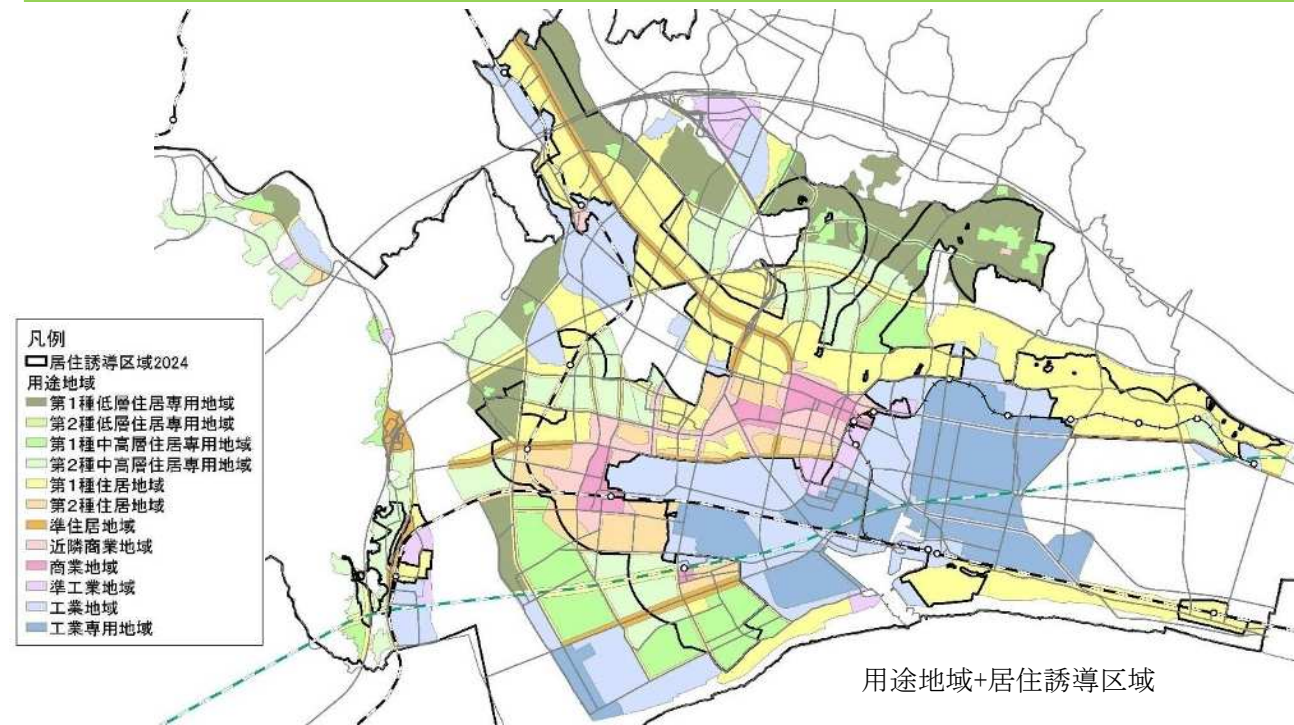 凡例
居住誘導区域2024
用途地域
第1種低層住居専用地域
第2種低層住居専用地域
第1種中高層住居専用地域
第2種中高層住居専用地域
第1種住居地域
第2種住居地域
準住居地域
近隣商業地域
商業地域
準工業地域
工業地域
工業専用地域
用途地域+居住誘導区域